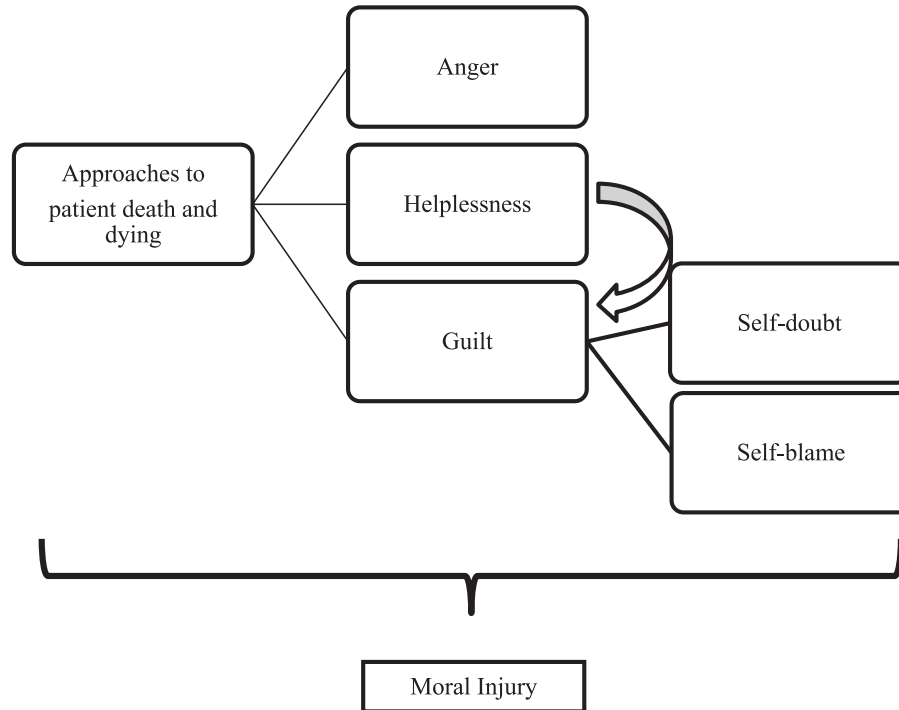 Anger
Approaches to
patient death and
dying
Helplessness
Guilt
Self-doubt
Self-blame
Moral Injury